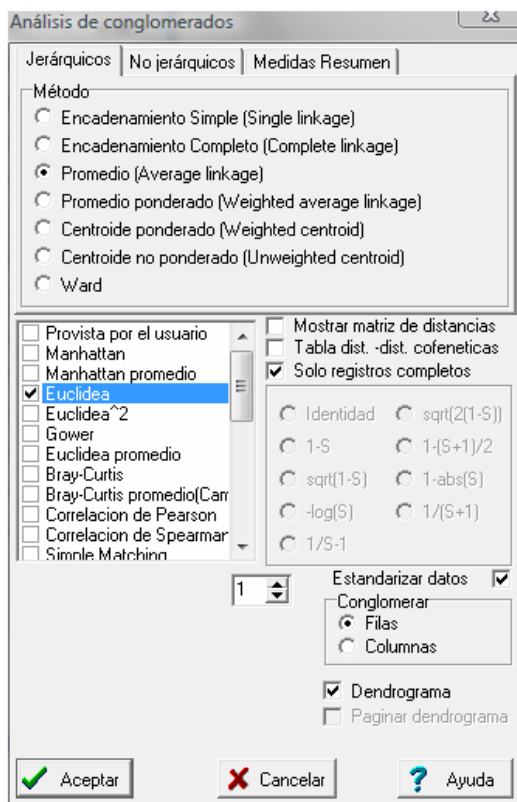 Análisis de conglomerados
Jerárquicos No jerárquicos Medidas Resumen
Método
Encadenamiento Simple (Single linkage)
Encadenamiento Completo (Complete linkage)
Promedio (Average linkage)
Promedio ponderado (Weighted average linkage)
Centroide ponderado (Weighted centroid)
Centroide no ponderado (Unweighted centroid)
Ward
Provista por el usuario
Manhattan
Manhattan promedio
Euclidea
Euclidea^2
Gower
Euclidea promedio
Bray-Curtis
Bray-Curtis promedio(Cam
Correlacion de Pearson
Correlacion de Spearman
Simple Matching
Mostrar matriz de distancias
Tabla dist. -dist. cofeneticas
Solo registros completos
Identidad sqrt(2(1-S))
1-S 1-(S+1)/2
sqrt(1-S) 1-abs(S)
-log(S) 1/(S+1)
1/S-1
1
Estandarizar datos
Conglomerar
Filas
Columnas
Dendrograma
Paginar dendrograma
Aceptar Cancelar ? Ayuda